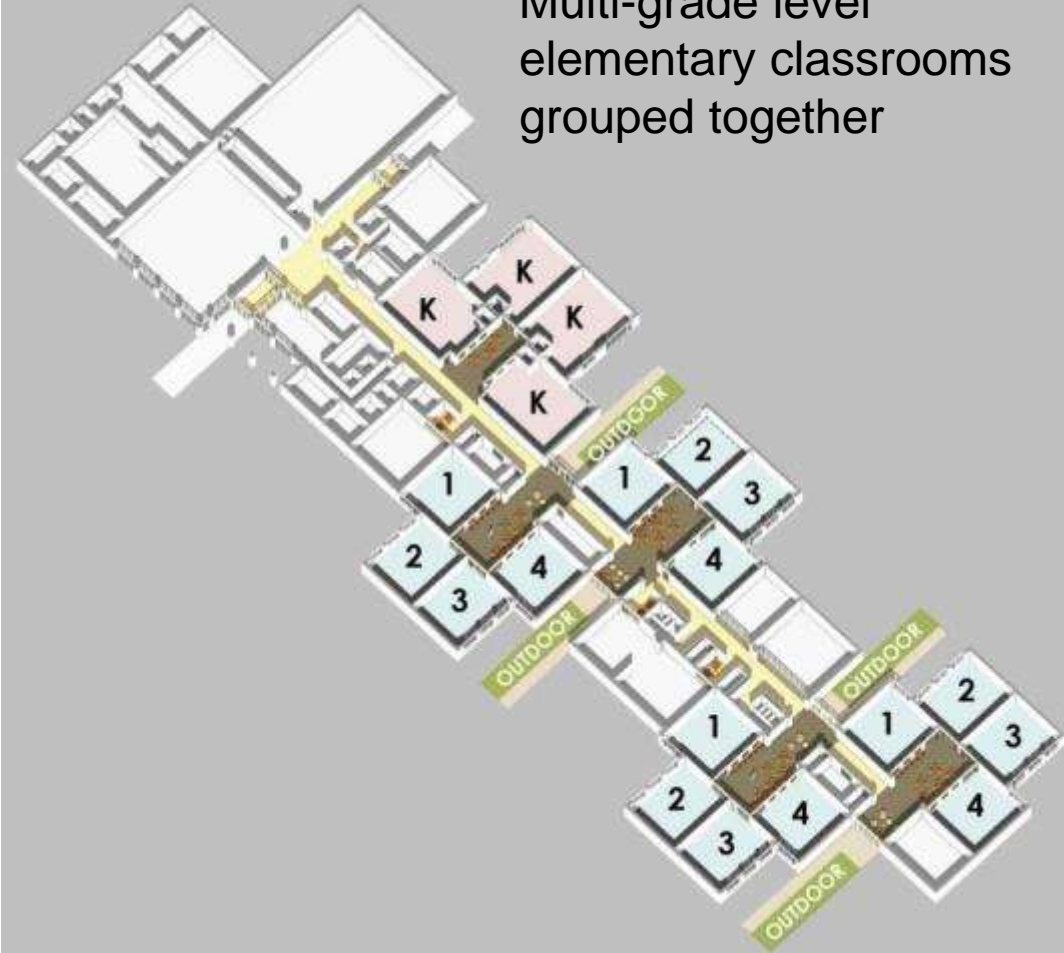 Multi-grade level
elementary classrooms
grouped together
K
K
K
K
OUTDOOR
1
2
3
4
1
2
3
4
OUTDOOR
OUTDOOR
1
2
3
4
1
2
3
4
OUTDOOR